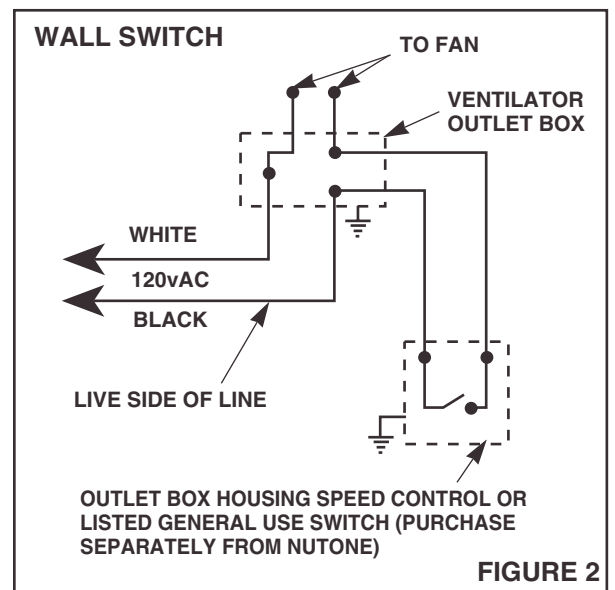 WALL SWITCH
TO FAN
VENTILATOR
OUTLET BOX
WHITE
120vAC
BLACK
LIVE SIDE OF LINE
OUTLET BOX HOUSING SPEED CONTROL OR
LISTED GENERAL USE SWITCH (PURCHASE
SEPARATELY FROM NUTONE)
FIGURE 2